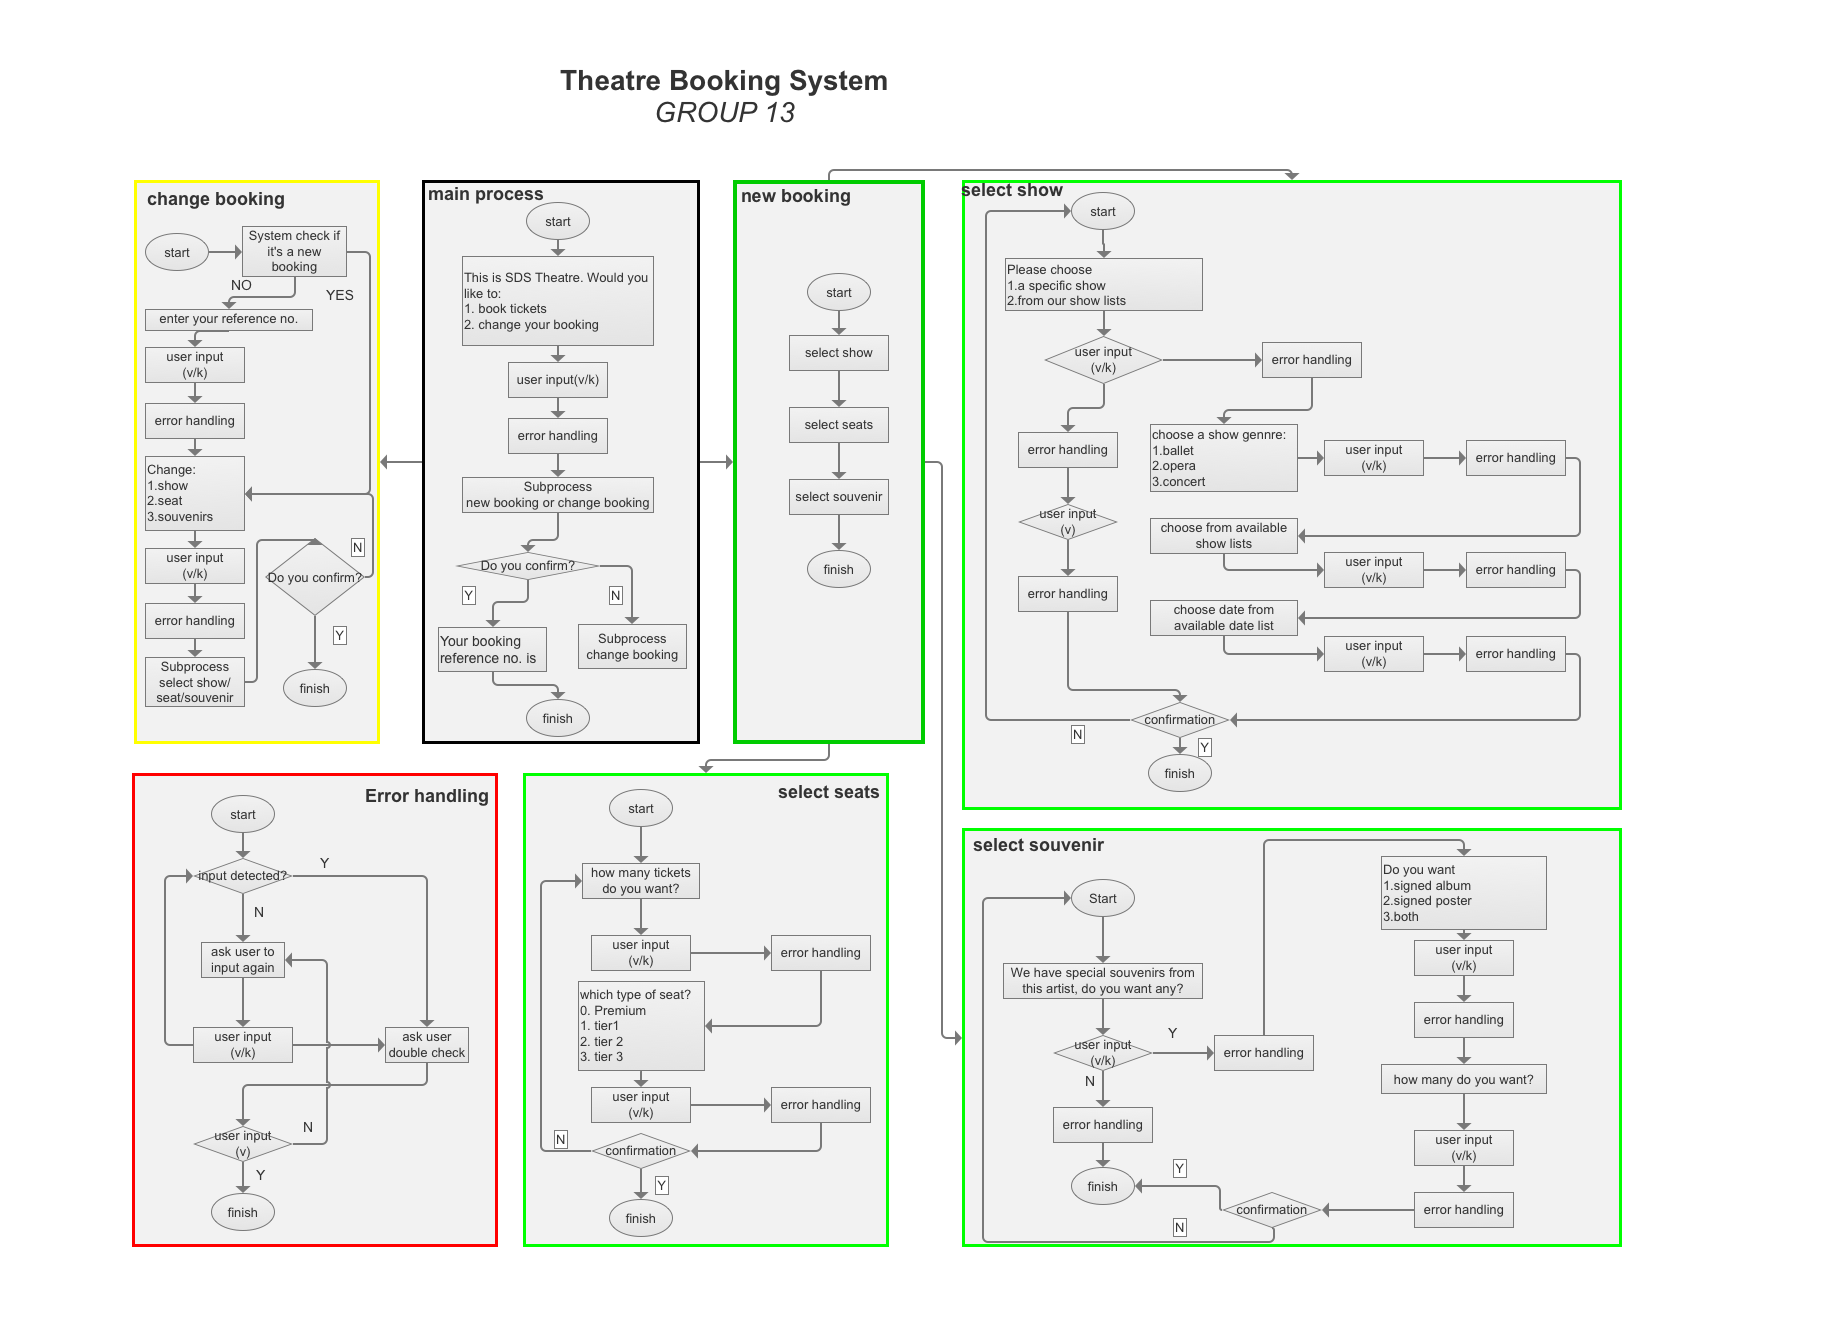 Theatre Booking System
GROUP 13
change booking
start
System check if
it's a new
booking
NO
YES
enter your reference no.
user input
(v/k)
error handling
Change:
1.show
2.seat
3.souvenirs
user input
(v/k)
N
Do you confirm?
error handling
Y
Subprocess
select show/
seat/souvenir
finish
main process
start
This is SDS Theatre. Would you
like to:
1. book tickets
2. change your booking
user input(v/k)
error handling
Subprocess
new booking or change booking
Do you confirm?
Y
N
Your booking
reference no. is
Subprocess
change booking
finish
new booking
start
select show
select seats
select souvenir
finish
select show
start
Please choose
1.a specific show
2.from our show lists
user input
(v/k)
error handling
error handling
choose a show gennre:
1.ballet
2.opera
3.concert
user input
(v/k)
error handling
user input
(v)
choose from available
show lists
user input
(v/k)
error handling
error handling
choose date from
available date list
user input
(v/k)
error handling
confirmation
N
Y
finish
Error handling
start
input detected?
Y
N
ask user to
input again
user input
(v/k)
ask user
double check
user input
(v)
N
Y
finish
select seats
start
how many tickets
do you want?
user input
(v/k)
error handling
which type of seat?
0. Premium
1. tier1
2. tier 2
3. tier 3
user input
(v/k)
error handling
N
confirmation
Y
finish
select souvenir
Start
We have special souvenirs from
this artist, do you want any?
user input
(v/k)
Y
error handling
N
error handling
finish
Do you want
1.signed album
2.signed poster
3.both
user input
(v/k)
error handling
how many do you want?
user input
(v/k)
error handling
Y
confirmation
N